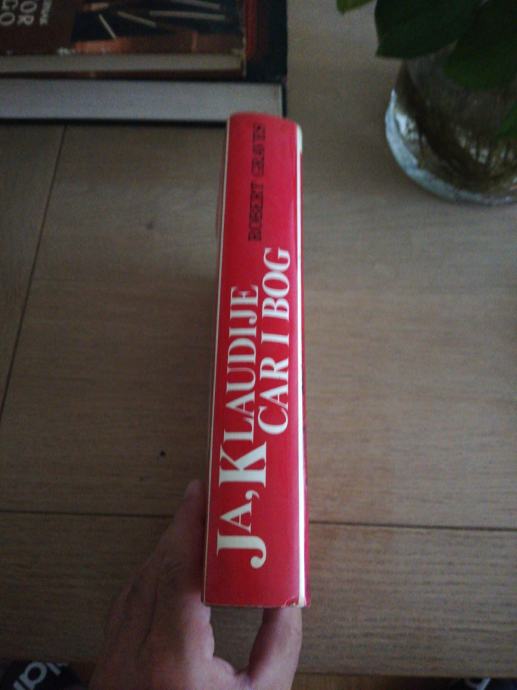 JA, KLAUDIJE
CAR I BOG
ROBERT GRAVES